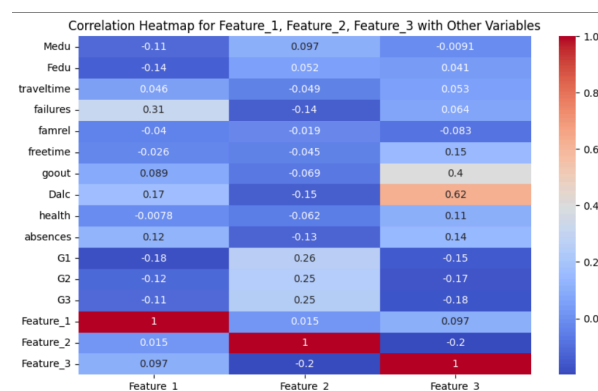 Correlation Heatmap for Feature_1, Feature_2, Feature_3 with Other Variables
Medu -0.11 0.097 -0.0091
Fedu -0.14 0.052 0.041
traveltime 0.046 -0.049 0.053
failures 0.31 -0.14 0.064
famrel -0.04 -0.019 -0.083
freetime -0.026 -0.045 0.15
goout 0.089 -0.069 0.4
Dalc 0.17 -0.15 0.62
health -0.0078 -0.062 0.11
absences 0.12 -0.13 0.14
G1 -0.18 0.26 -0.15
G2 -0.12 0.25 -0.17
G3 -0.11 0.25 -0.18
Feature_1 1 0.015 0.097
Feature_2 0.015 1 -0.2
Feature_3 0.097 -0.2 1
Feature_1 Feature_2 Feature_3
1.0
0.8
0.6
0.4
0.2
0.0